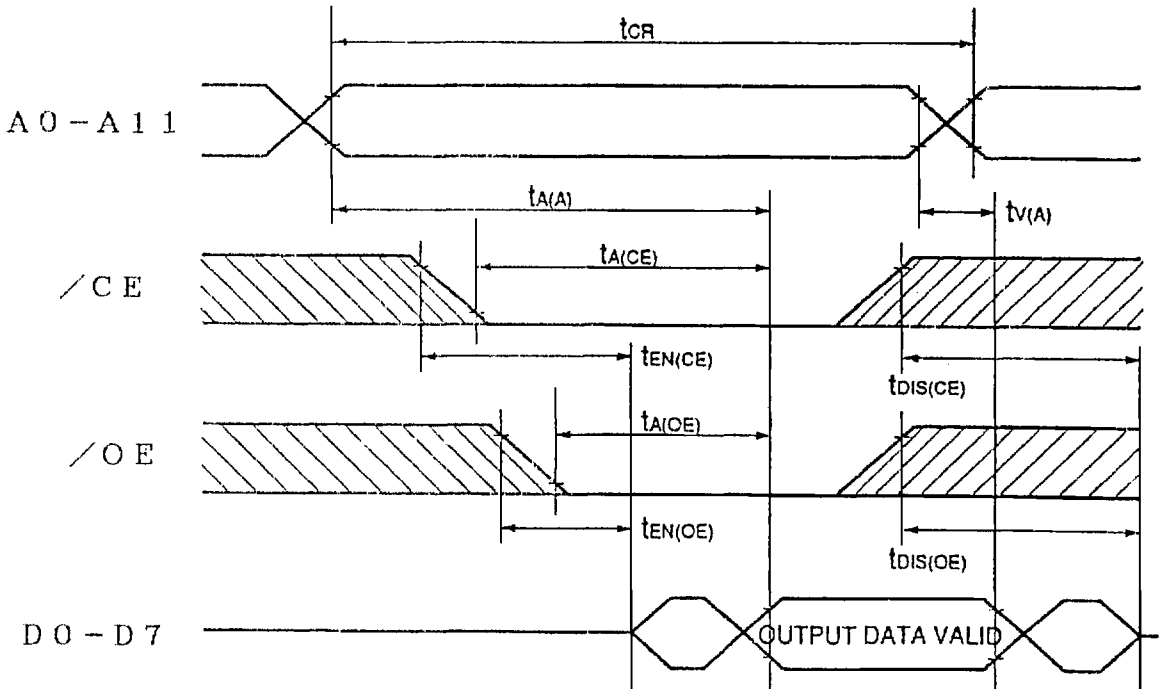 tCR
A0-A11
tA(A)
tV(A)
tA(CE)
/CE
tEN(CE)
tDIS(CE)
tA(OE)
/OE
tEN(OE)
tDIS(OE)
D0-D7
OUTPUT DATA VALID